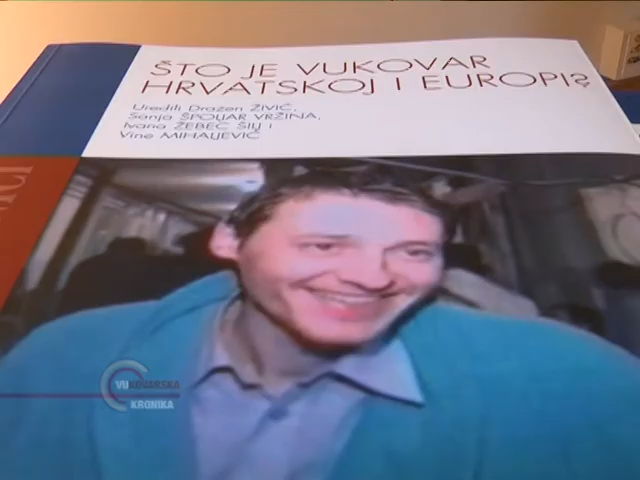 ŠTO JE VUKOVAR
HRVATSKOJ I EUROPI?
Uredili Dražen ŽIVIĆ,
Sanja ŠPOLJAR VRŽINA,
Ivana ŽEBEC ŠILJ i
Vine MIHALJEVIĆ
VUKOVARSKA
KRONIKA